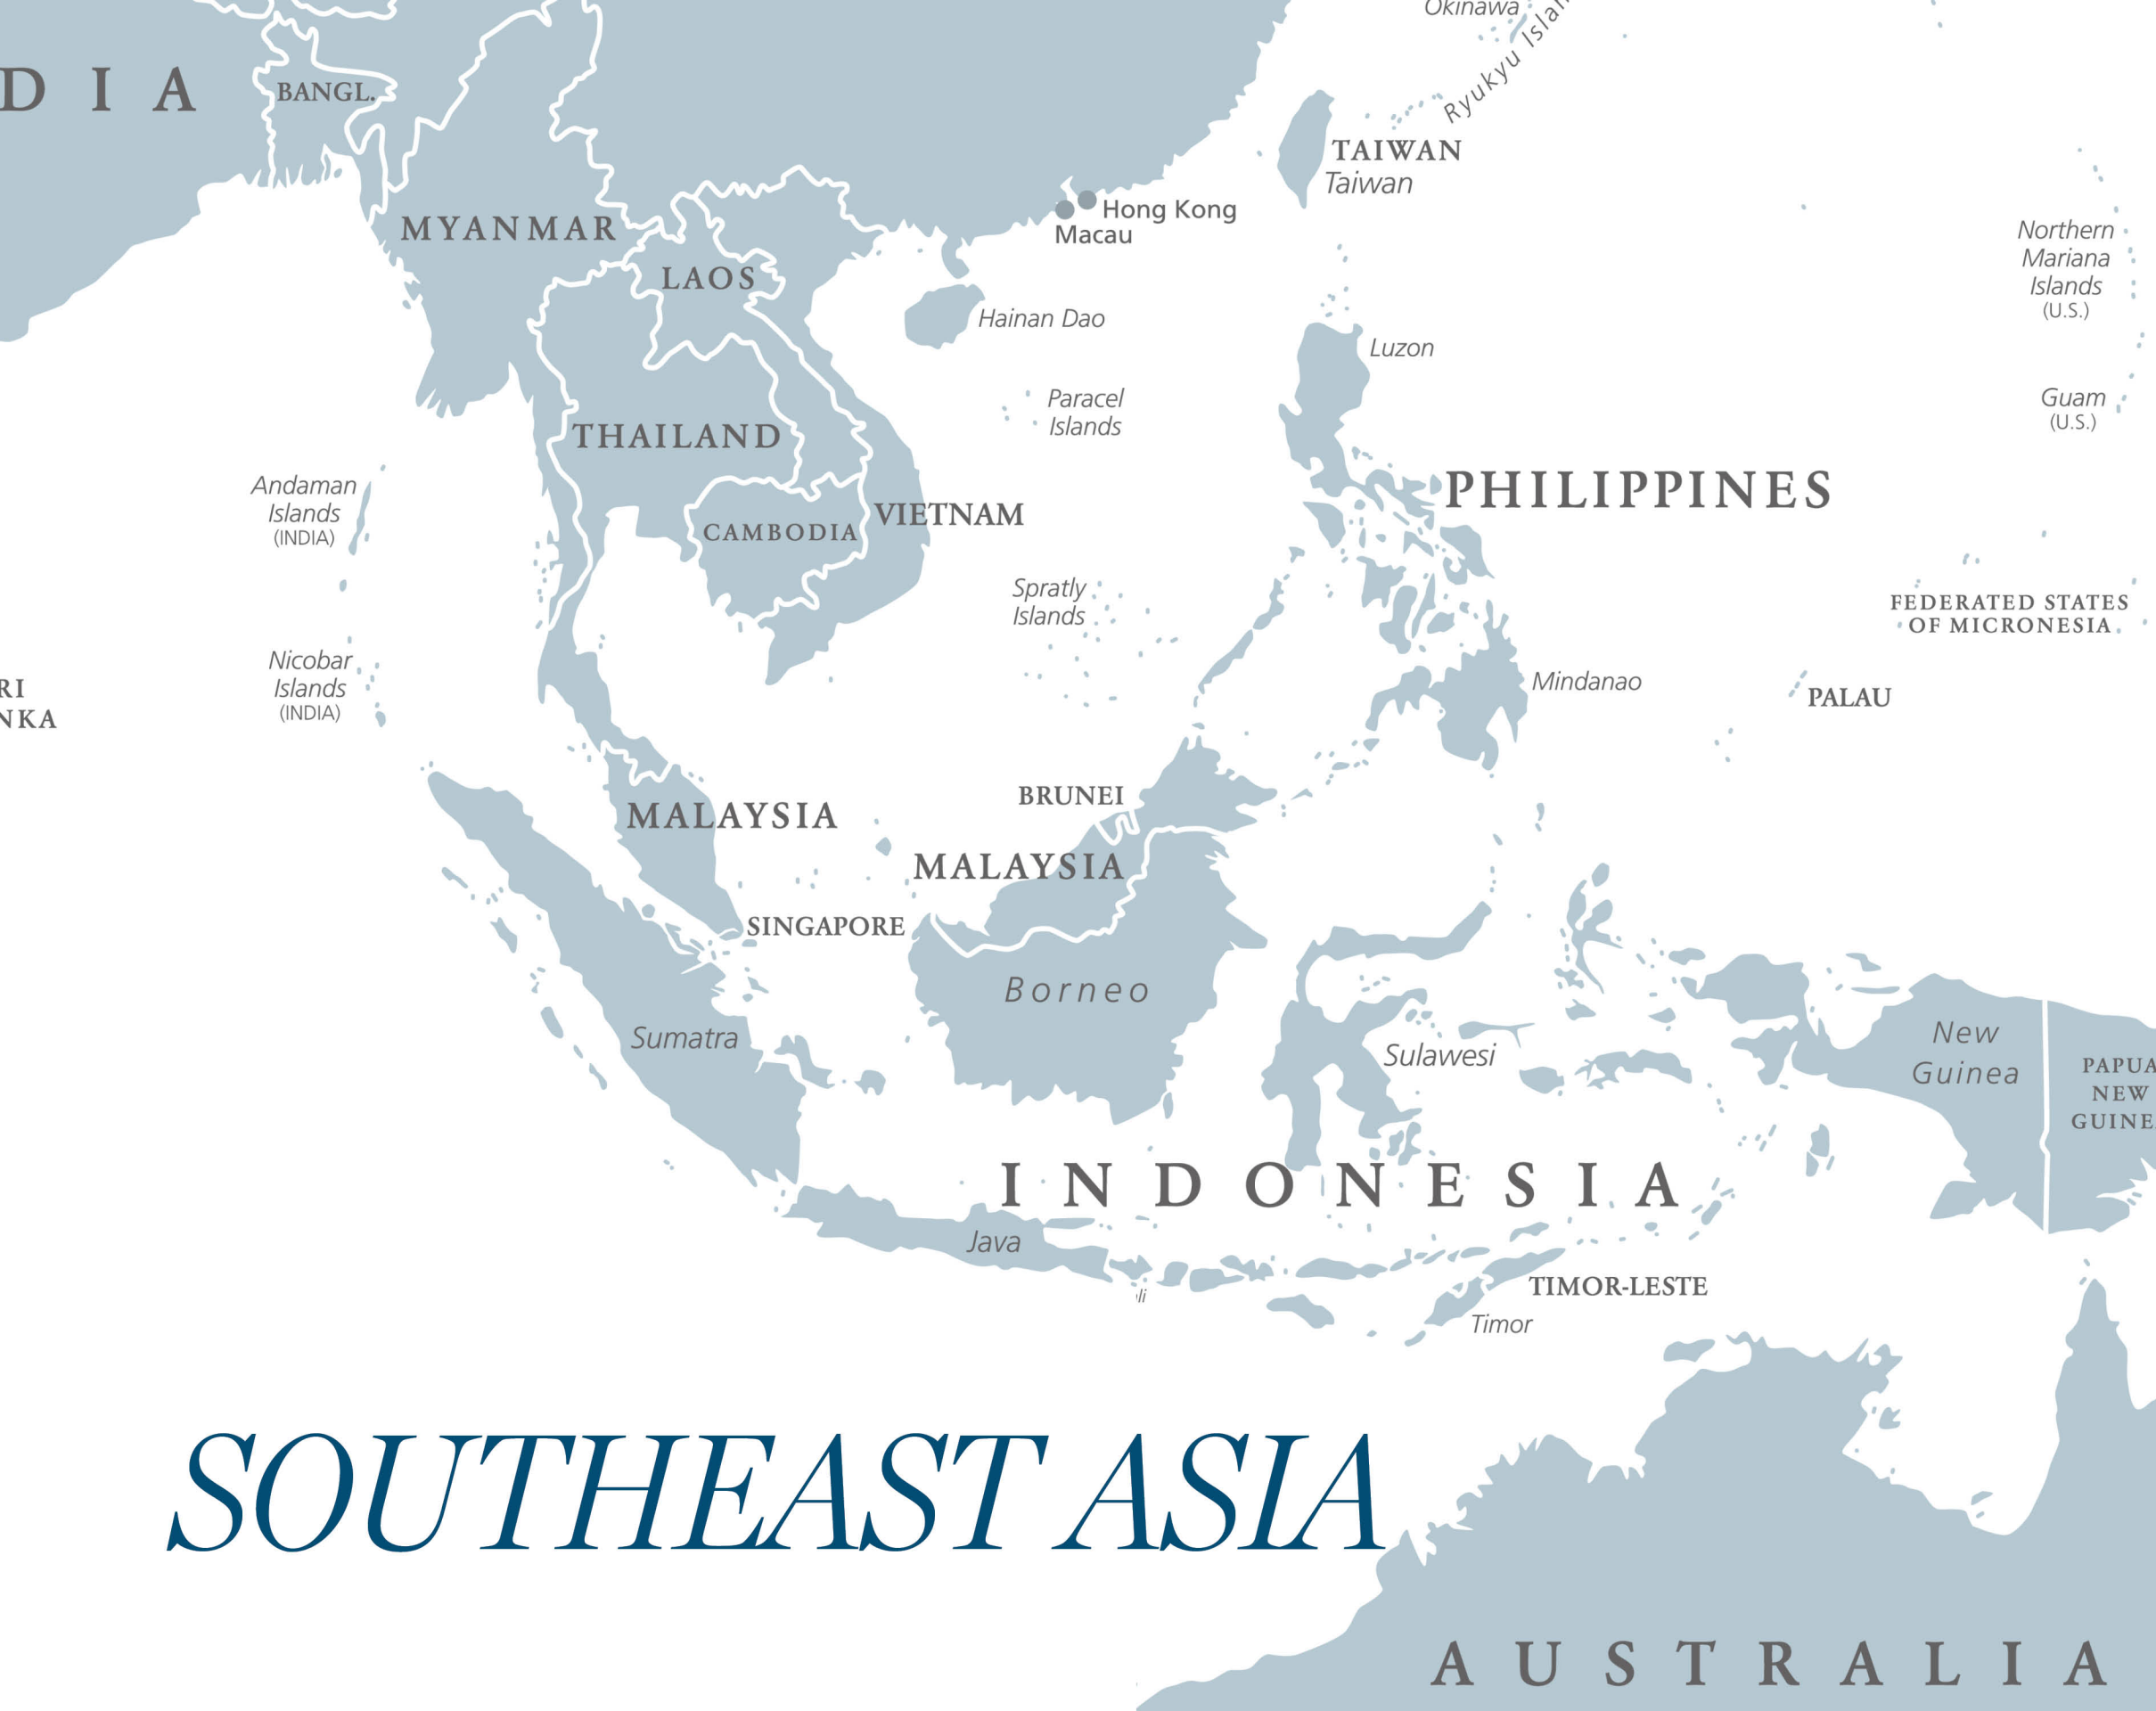 Okinawa
Ryukyu Islan
D I A
BANGL.
TAIWAN
Taiwan
MYANMAR
Hong Kong
Macau
Northern
Mariana
Islands
(U.S.)
LAOS
Hainan Dao
Luzon
Paracel
Islands
Guam
(U.S.)
THAILAND
Andaman
Islands
(INDIA)
PHILIPPINES
VIETNAM
CAMBODIA
Spratly
Islands
FEDERATED STATES
OF MICRONESIA
Nicobar
Islands
(INDIA)
RI
NKA
Mindanao
PALAU
BRUNEI
MALAYSIA
MALAYSIA
SINGAPORE
Borneo
Sumatra
Sulawesi
New
Guinea
PAPUA
NEW
GUINE
INDONESIA
Java
li
TIMOR-LESTE
Timor
SOUTHEAST ASIA
AUSTRALIA